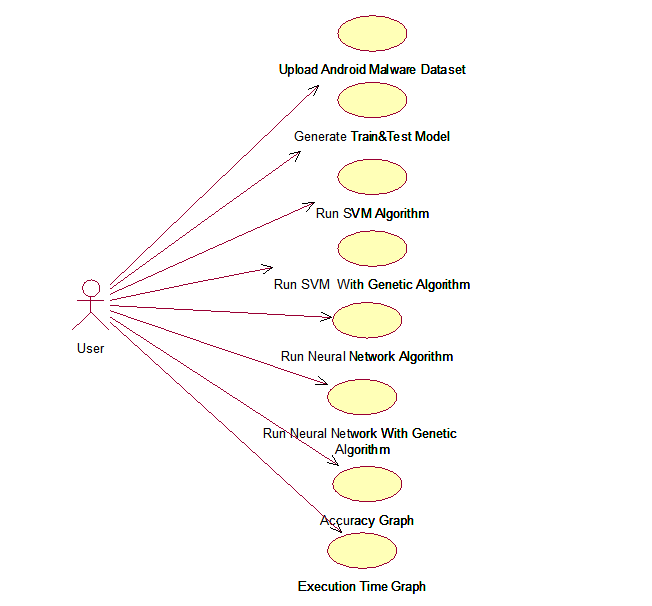 Upload Android Malware Dataset
Generate Train&Test Model
Run SVM Algorithm
Run SVM With Genetic Algorithm
User
Run Neural Network Algorithm
Run Neural Network With Genetic
Algorithm
Accuracy Graph
Execution Time Graph